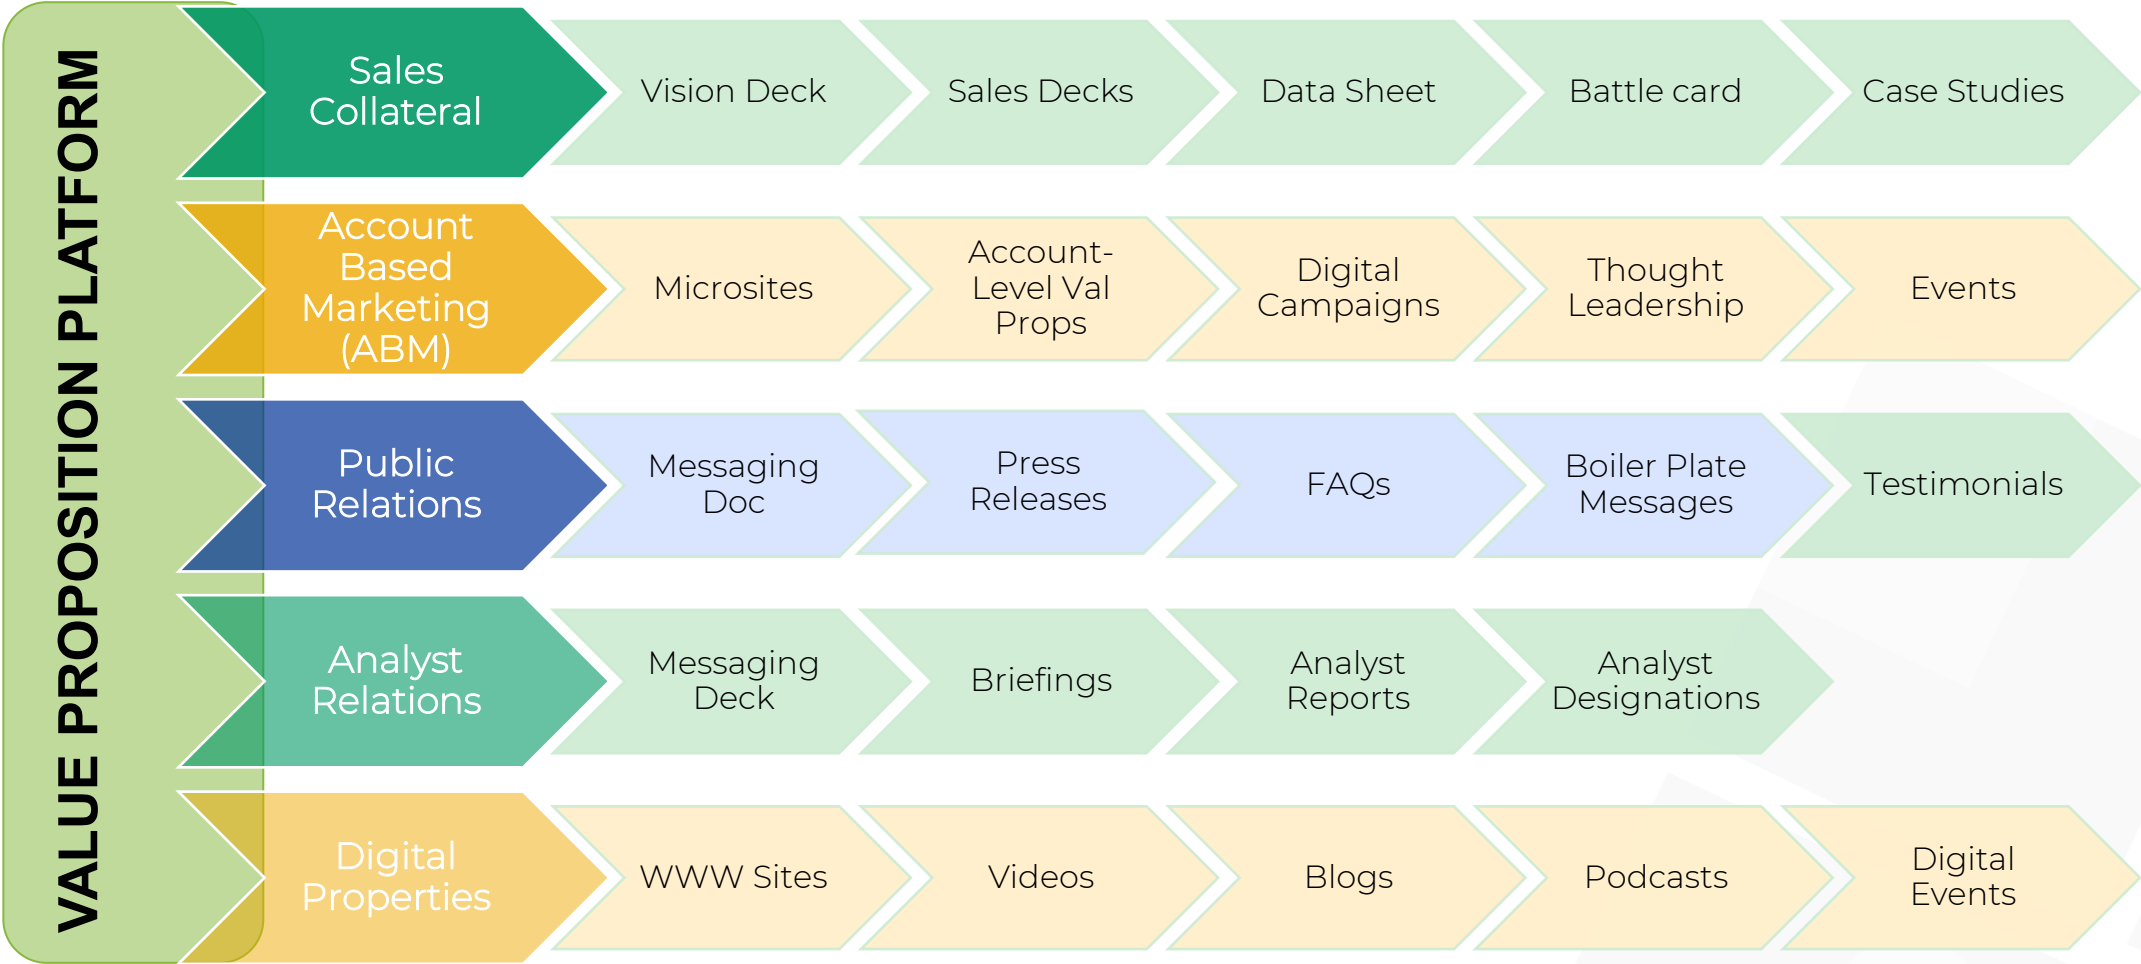 VALUE PROPOSITION PLATFORM
Sales
Collateral
Vision Deck
Sales Decks
Data Sheet
Battle card
Case Studies
Account
Based
Marketing
(ABM)
Microsites
Account-
Level Val
Props
Digital
Campaigns
Thought
Leadership
Events
Public
Relations
Messaging
Doc
Press
Releases
FAQs
Boiler Plate
Messages
Testimonials
Analyst
Relations
Messaging
Deck
Briefings
Analyst
Reports
Analyst
Designations
Digital
Properties
WWW Sites
Videos
Blogs
Podcasts
Digital
Events